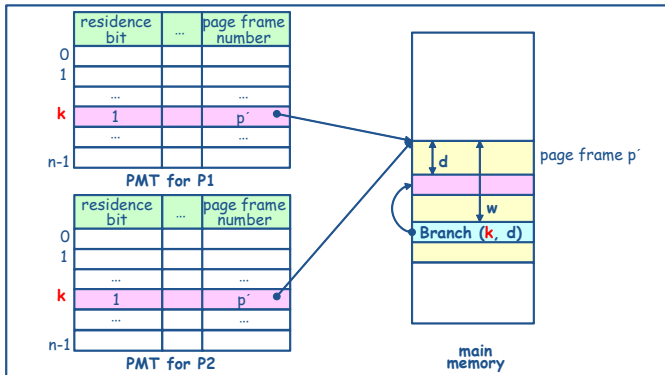 residence bit … page frame number
0
1
… …
k 1 p´
… …
n-1
PMT for P1
residence bit … page frame number
0
1
… …
k 1 p´
… …
n-1
PMT for P2
page frame p´
d
w
Branch (k, d)
main
memory